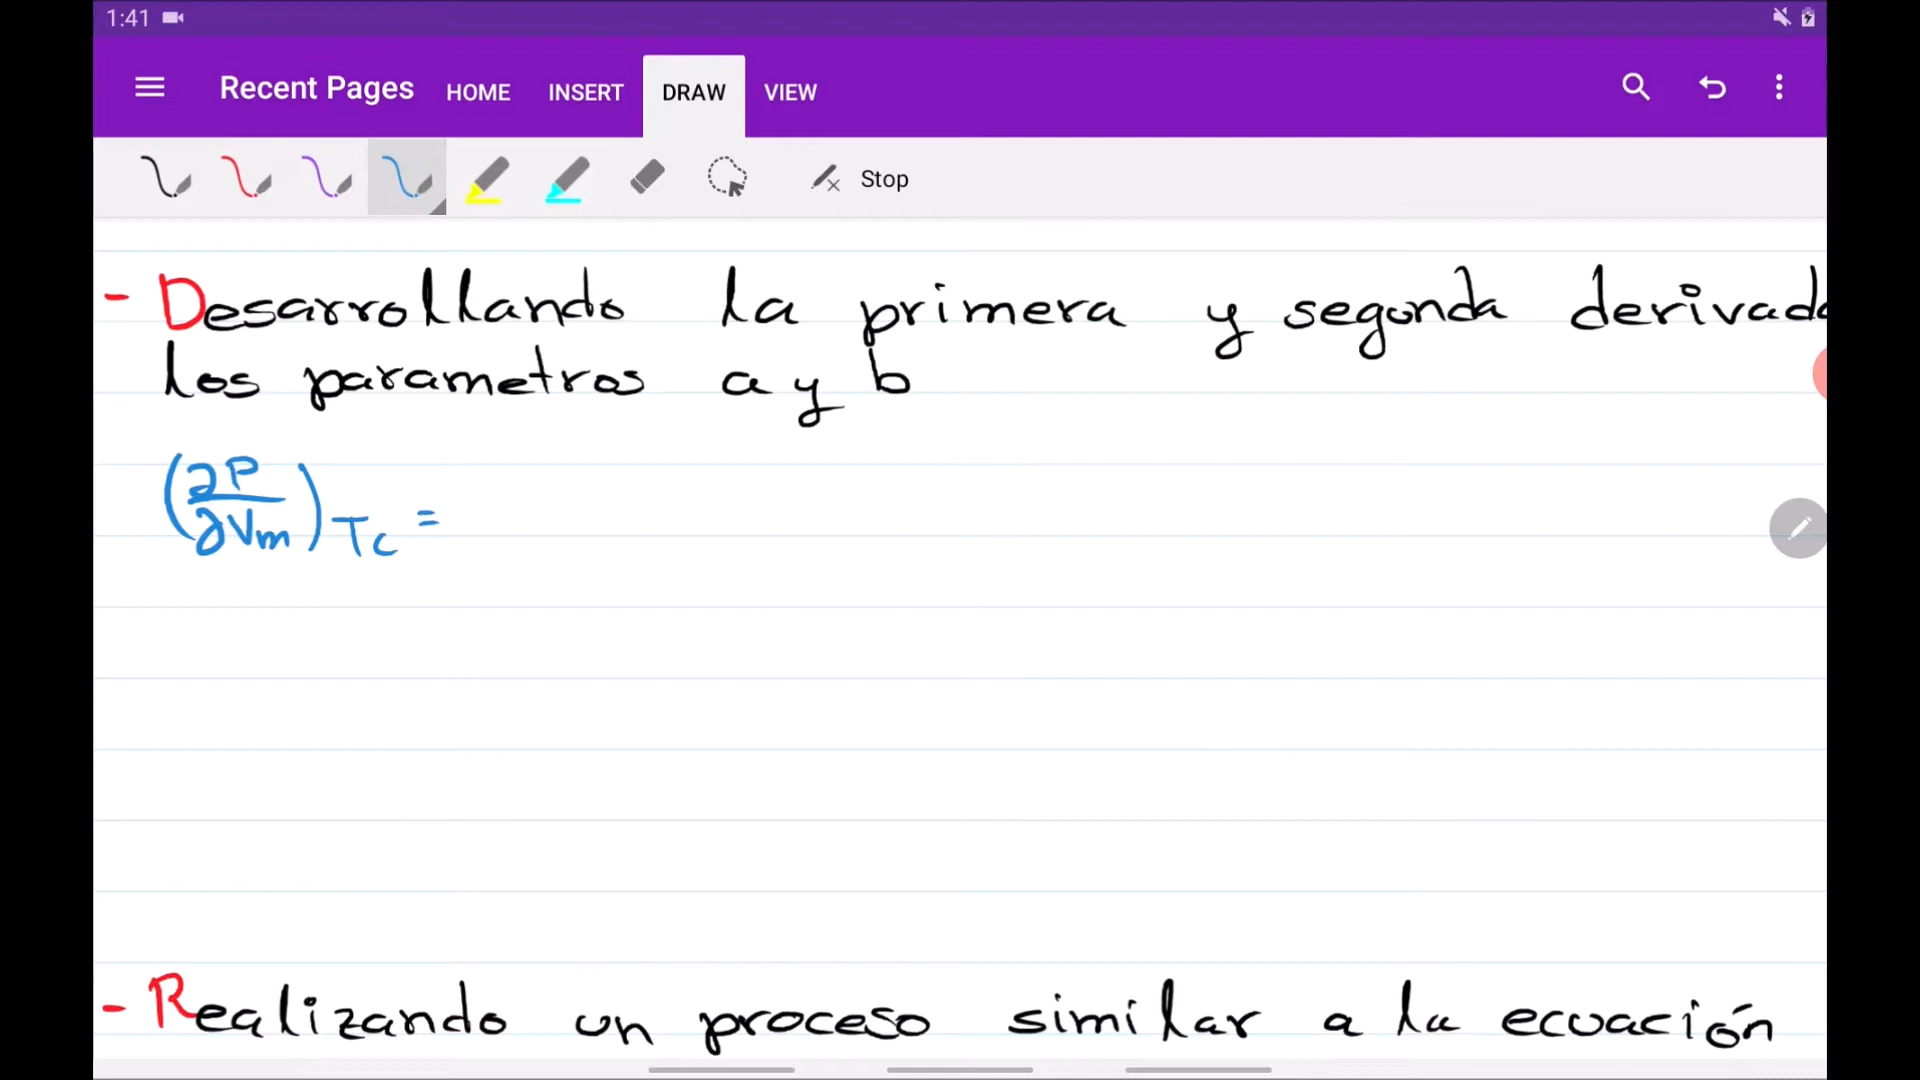 1:41
Recent Pages HOME INSERT DRAW VIEW
Stop
- Desarrollando la primera y segunda derivada
los parametros a y b
(∂P/∂Vm)Tc =
- Realizando un proceso similar a la ecuación